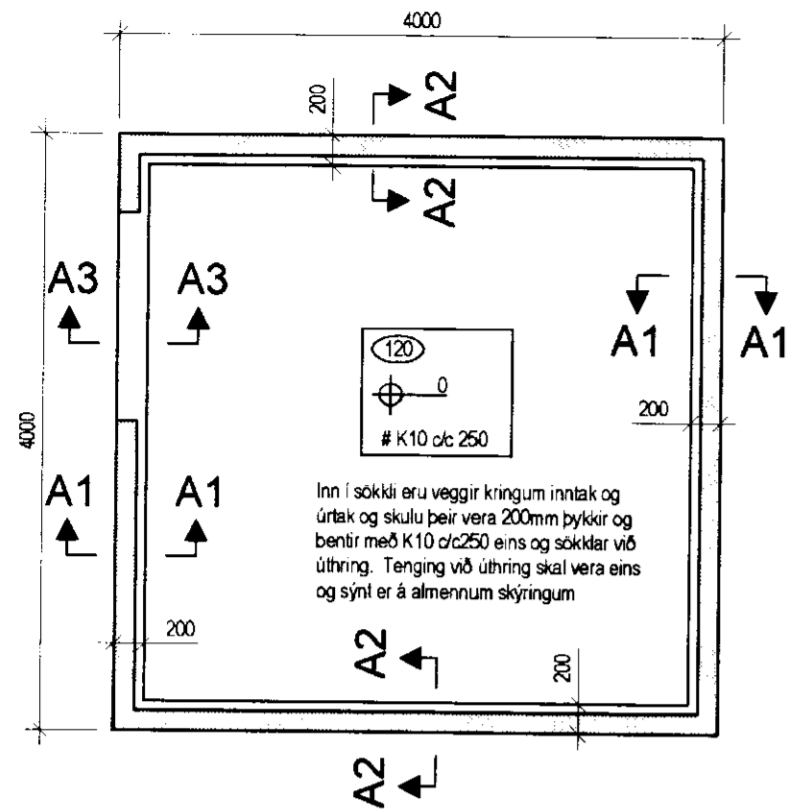 4000
200
A2
A2
A3
A3
A1
A1
120
0
# K10 c/c 250
200
4000
A1
A1
Inn í sökkli eru veggir kringum inntak og
úrtak og skulu þeir vera 200mm þykkir og
bentir með K10 c/c250 eins og sökklar við
úthring. Tenging við úthring skal vera eins
og sýnt er á almennum skýringum
200
A2
200
A2